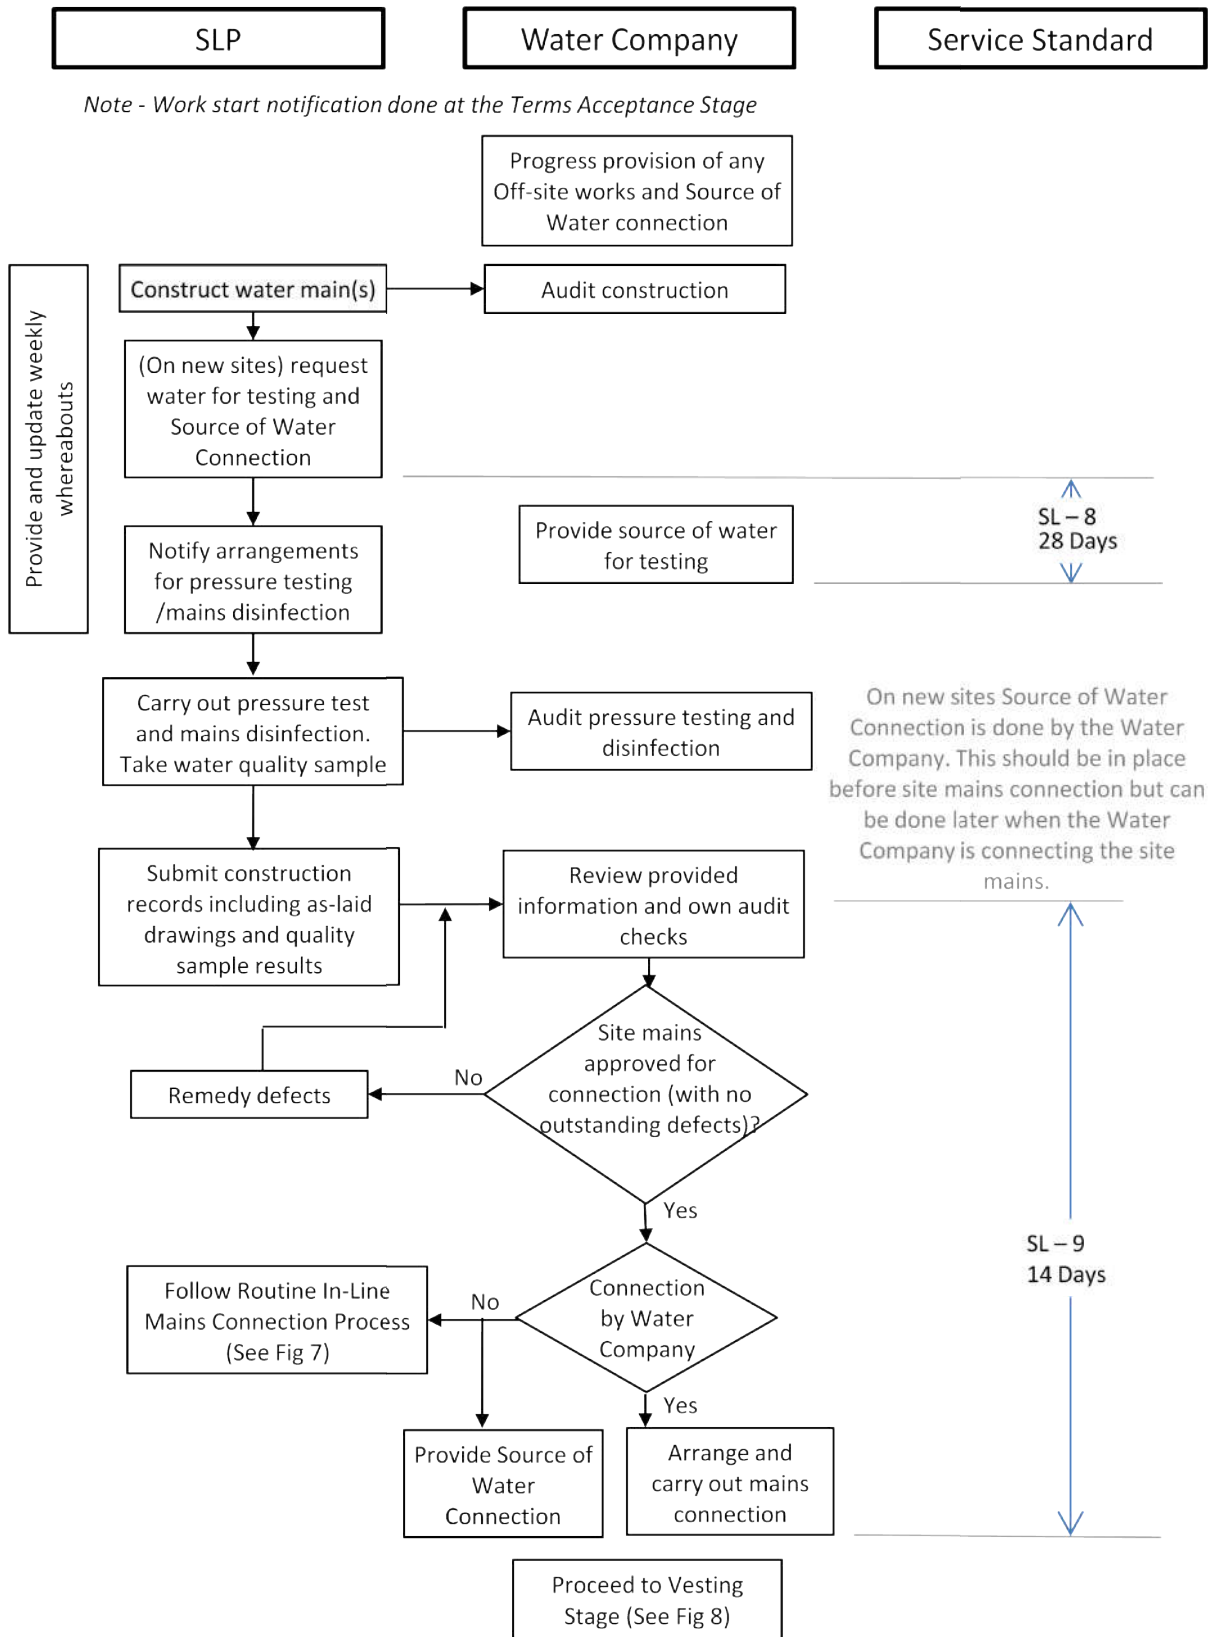 SLP
Water Company
Service Standard
Note - Work start notification done at the Terms Acceptance Stage
Progress provision of any
Off-site works and Source of
Water connection
Provide and update weekly
whereabouts
Construct water main(s)
Audit construction
(On new sites) request
water for testing and
Source of Water
Connection
Provide source of water
for testing
SL – 8
28 Days
Notify arrangements
for pressure testing
/mains disinfection
Carry out pressure test
and mains disinfection.
Take water quality sample
Audit pressure testing and
disinfection
On new sites Source of Water
Connection is done by the Water
Company. This should be in place
before site mains connection but can
be done later when the Water
Company is connecting the site
mains.
Submit construction
records including as-laid
drawings and quality
sample results
Review provided
information and own audit
checks
Site mains
approved for
connection (with no
outstanding defects)?
No
Remedy defects
Yes
SL – 9
14 Days
Connection
by Water
Company
No
Follow Routine In-Line
Mains Connection Process
(See Fig 7)
Yes
Provide Source of
Water
Connection
Arrange and
carry out mains
connection
Proceed to Vesting
Stage (See Fig 8)